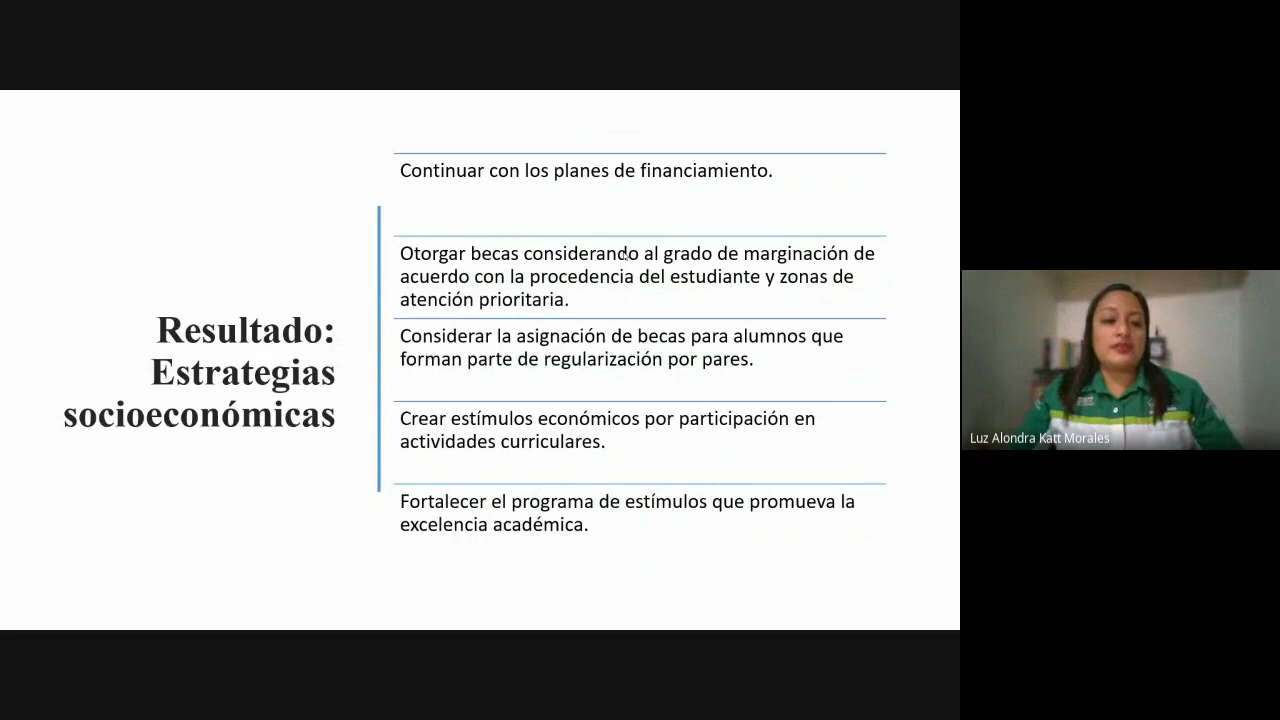 Resultado:
Estrategias
socioeconómicas
Continuar con los planes de financiamiento.
Otorgar becas considerando al grado de marginación de
acuerdo con la procedencia del estudiante y zonas de
atención prioritaria.
Considerar la asignación de becas para alumnos que
forman parte de regularización por pares.
Crear estímulos económicos por participación en
actividades curriculares.
Fortalecer el programa de estímulos que promueva la
excelencia académica.
Luz Alondra Katt Morales